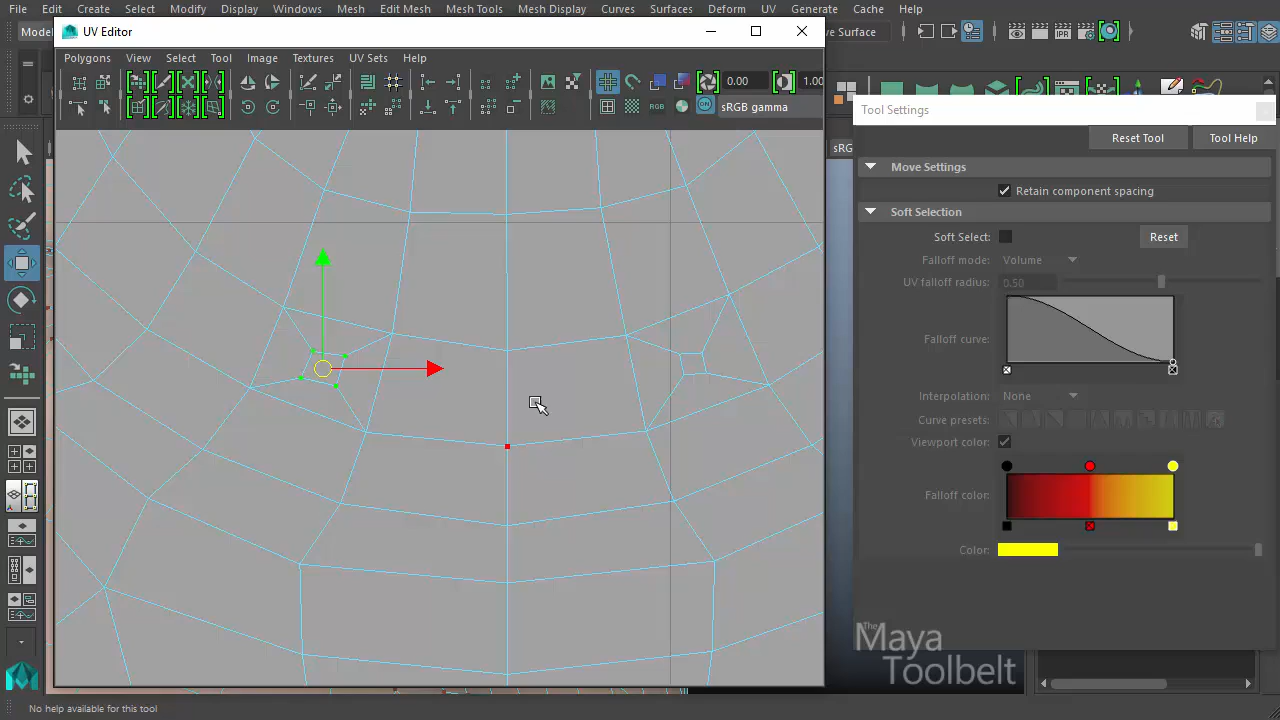 File Edit Create Select Modify Display Windows Mesh Edit Mesh Mesh Tools Mesh Display Curves Surfaces Deform UV Generate Cache Help
UV Editor
Polygons View Select Tool Image Textures UV Sets Help
0.00
1.00
RGB
ON
sRGB gamma
IPR
Tool Settings
Reset Tool
Tool Help
Move Settings
Retain component spacing
Soft Selection
Soft Select:
Reset
Falloff mode: Volume
UV falloff radius: 0.50
Falloff curve:
Interpolation: None
Curve presets:
Viewport color:
Falloff color:
Color:
The
Maya
Toolbelt
No help available for this tool